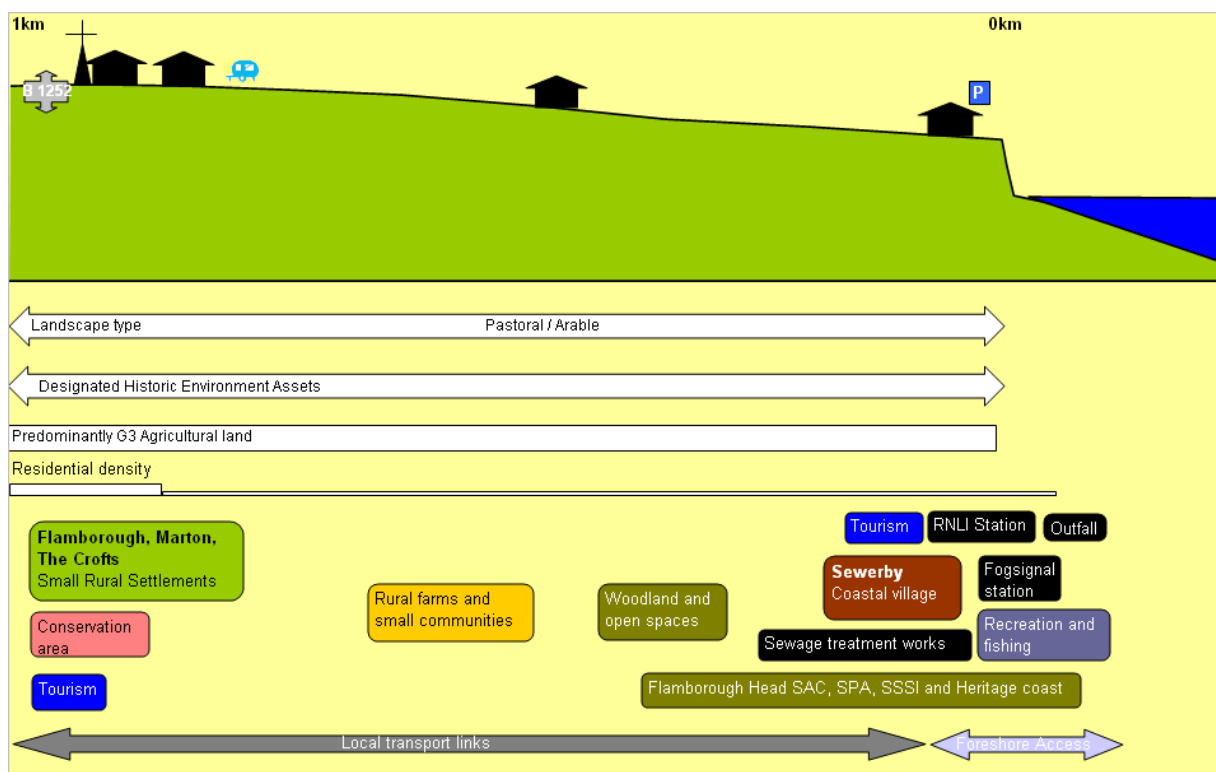 1km
0km
B 1252
P
Landscape type
Pastoral / Arable
Designated Historic Environment Assets
Predominantly G3 Agricultural land
Residential density
Flamborough, Marton,
The Crofts
Small Rural Settlements
Conservation
area
Tourism
Rural farms and
small communities
Woodland and
open spaces
Tourism
RNLI Station
Outfall
Sewerby
Coastal village
Fogsignal
station
Sewage treatment works
Recreation and
fishing
Flamborough Head SAC, SPA, SSSI and Heritage coast
Local transport links
Foreshore Access